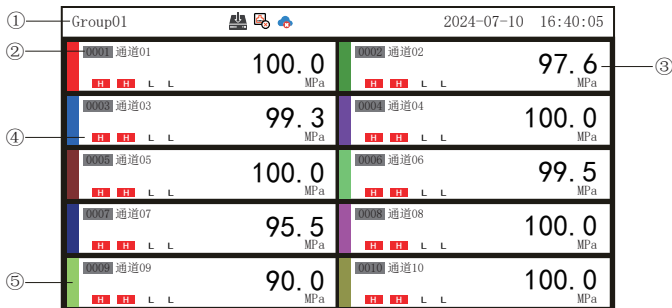 ① Group01 2024-07-10 16:40:05
② 0001 通道01 100.0 MPa H H L L
0002 通道02 97.6 MPa H H L L ③
0003 通道03 99.3 MPa ④ H H L L
0004 通道04 100.0 MPa H H L L
0005 通道05 100.0 MPa H H L L
0006 通道06 99.5 MPa H H L L
0007 通道07 95.5 MPa H H L L
0008 通道08 100.0 MPa H H L L
⑤ 0009 通道09 90.0 MPa H H L L
0010 通道10 100.0 MPa H H L L